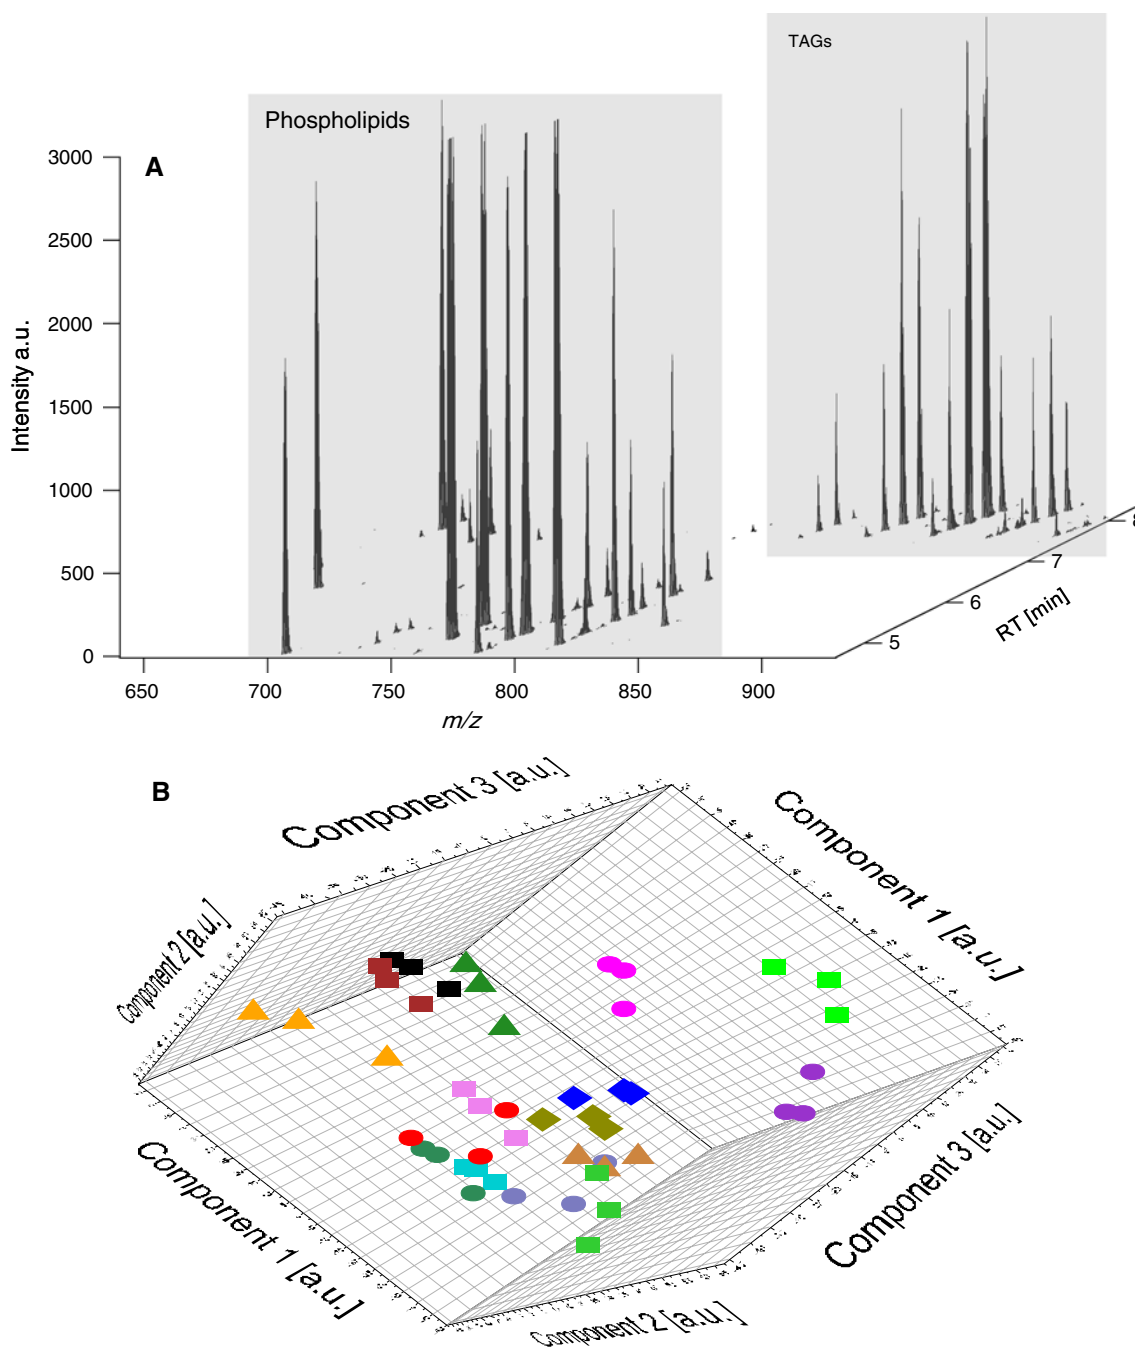 TAGs
Phospholipids
A
3000
2500
2000
1500
1000
500
0
Intensity a.u.
650
700
750
800
850
900
m/z
5
6
7
RT [min]
B
Component 3 [a.u.]
Component 1 [a.u.]
Component 2 [a.u.]
Component 1 [a.u.]
Component 3 [a.u.]
Component 2 [a.u.]